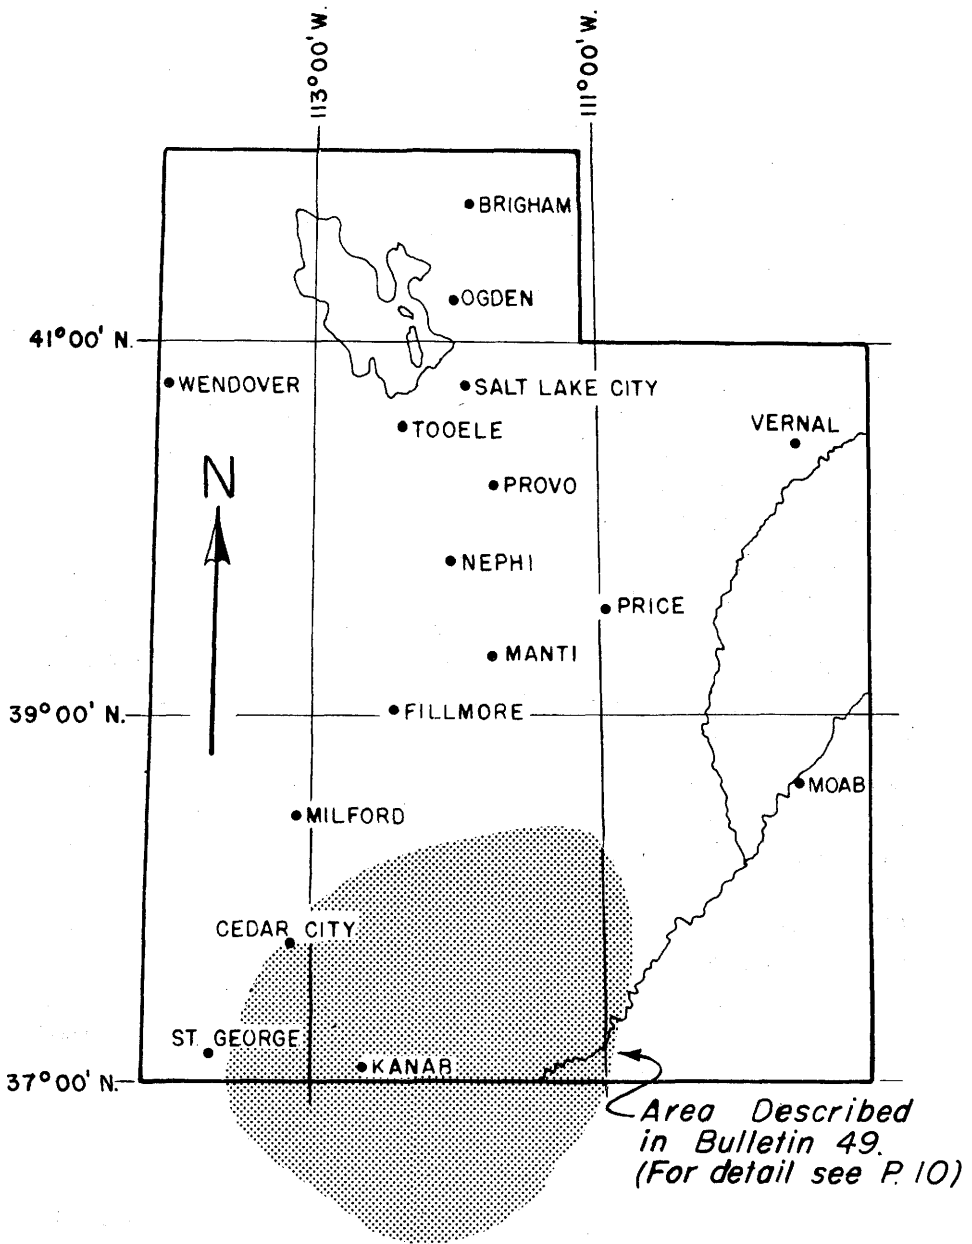 113°00' W.
111°00' W.
BRIGHAM
OGDEN
41°00' N.
WENDOVER
SALT LAKE CITY
TOOELE
VERNAL
N
PROVO
NEPHI
PRICE
MANTI
39°00' N.
FILLMORE
MOAB
MILFORD
CEDAR CITY
ST. GEORGE
KANAB
37°00' N.
Area Described
in Bulletin 49.
(For detail see P. 10)